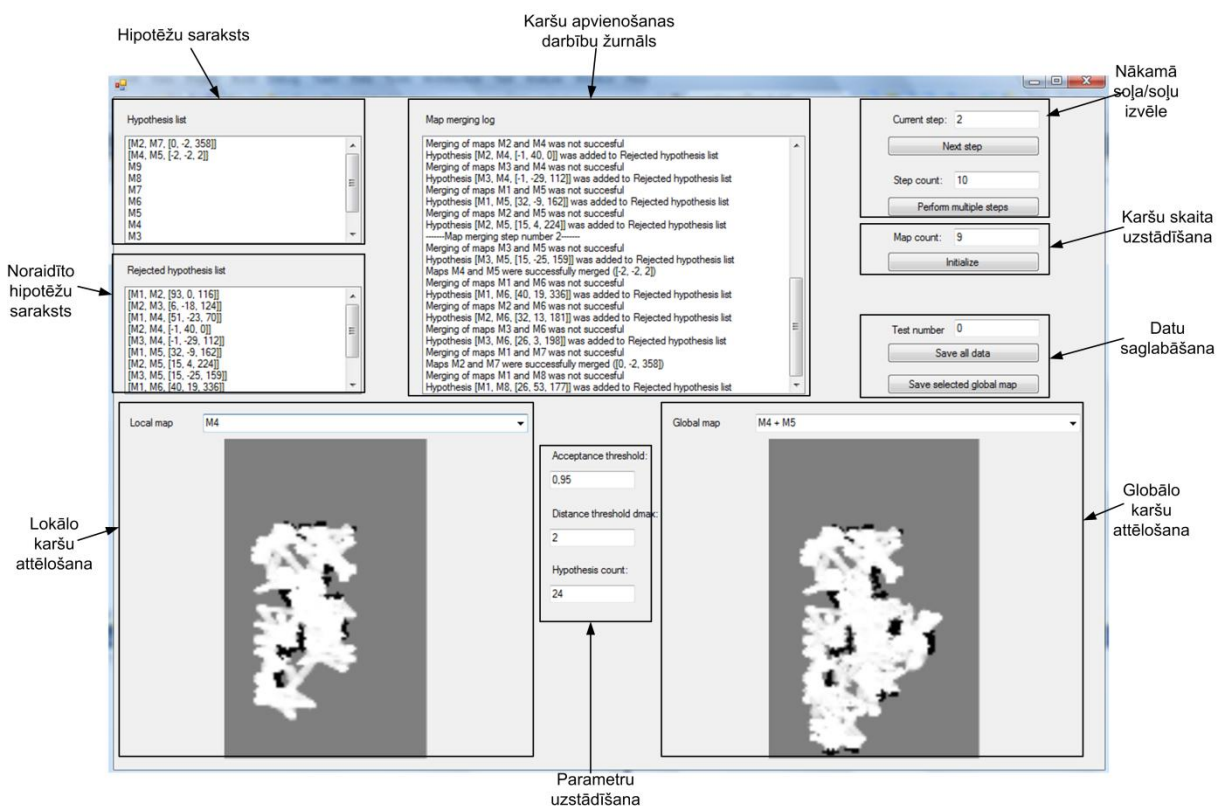 Hipotēžu saraksts
Karšu apvienošanas
darbību žurnāls
Nākamā
soļa/soļu
izvēle
Hypothesis list
[M2, M7, [0, -2, 358]]
[M4, M5, [-2, -2, 2]]
M9
M8
M7
M6
M5
M4
M3
Map merging log
Merging of maps M2 and M4 was not succesful
Hypothesis [M2, M4, [-1, 40, 0]] was added to Rejected hypothesis list
Merging of maps M3 and M4 was not succesful
Hypothesis [M3, M4, [-1, -29, 112]] was added to Rejected hypothesis list
Merging of maps M1 and M5 was not succesful
Hypothesis [M1, M5, [32, -9, 162]] was added to Rejected hypothesis list
Merging of maps M2 and M5 was not succesful
Hypothesis [M2, M5, [15, 4, 224]] was added to Rejected hypothesis list
-------Map merging step number 2-------
Merging of maps M3 and M5 was not succesful
Hypothesis [M3, M5, [15, -25, 159]] was added to Rejected hypothesis list
Maps M4 and M5 were successfully merged ([-2, -2, 2])
Merging of maps M1 and M6 was not succesful
Hypothesis [M1, M6, [40, 19, 336]] was added to Rejected hypothesis list
Merging of maps M2 and M6 was not succesful
Hypothesis [M2, M6, [32, 13, 181]] was added to Rejected hypothesis list
Merging of maps M3 and M6 was not succesful
Hypothesis [M3, M6, [26, 3, 198]] was added to Rejected hypothesis list
Merging of maps M1 and M7 was not succesful
Maps M2 and M7 were successfully merged ([0, -2, 358])
Merging of maps M1 and M8 was not succesful
Hypothesis [M1, M8, [26, 53, 177]] was added to Rejected hypothesis list
Current step: 2
Next step
Step count: 10
Perform multiple steps
Map count: 9
Initialize
Karšu skaita
uzstādīšana
Noraidīto
hipotēžu
saraksts
Rejected hypothesis list
[M1, M2, [93, 0, 116]]
[M2, M3, [6, -18, 124]]
[M1, M4, [51, -23, 70]]
[M2, M4, [-1, 40, 0]]
[M3, M4, [-1, -29, 112]]
[M1, M5, [32, -9, 162]]
[M2, M5, [15, 4, 224]]
[M3, M5, [15, -25, 159]]
[M1, M6, [40, 19, 336]]
Test number 0
Save all data
Save selected global map
Datu
saglabāšana
Local map M4
Global map M4 + M5
Acceptance threshold:
0,95
Distance threshold dmax:
2
Hypothesis count:
24
Lokālo
karšu
attēlošana
Globālo
karšu
attēlošana
Parametru
uzstādīšana